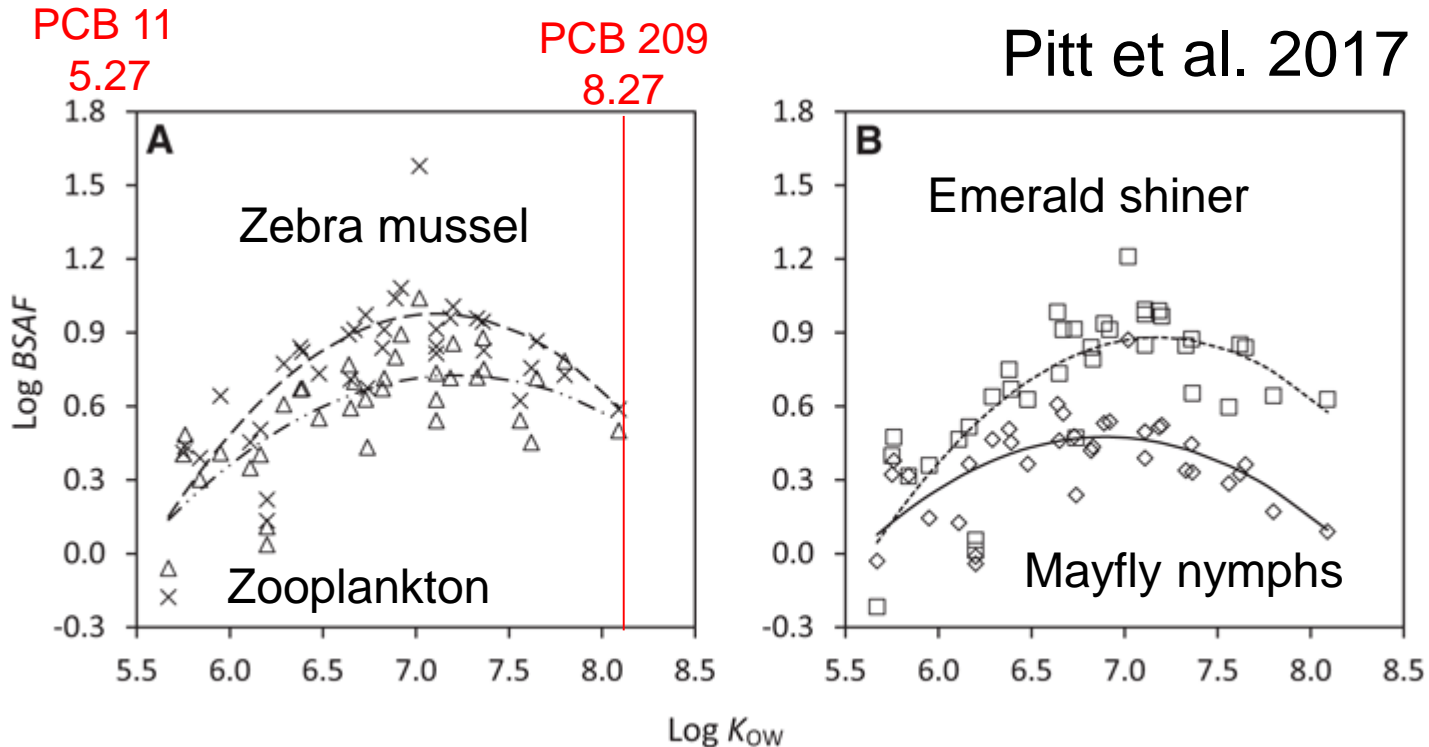 PCB 11
5.27
PCB 209
8.27
Pitt et al. 2017
A
Zebra mussel
Zooplankton
Log BSAF
1.8
1.5
1.2
0.9
0.6
0.3
0.0
-0.3
5.5 6.0 6.5 7.0 7.5 8.0 8.5
B
Emerald shiner
Mayfly nymphs
1.8
1.5
1.2
0.9
0.6
0.3
0.0
-0.3
5.5 6.0 6.5 7.0 7.5 8.0 8.5
Log KOW